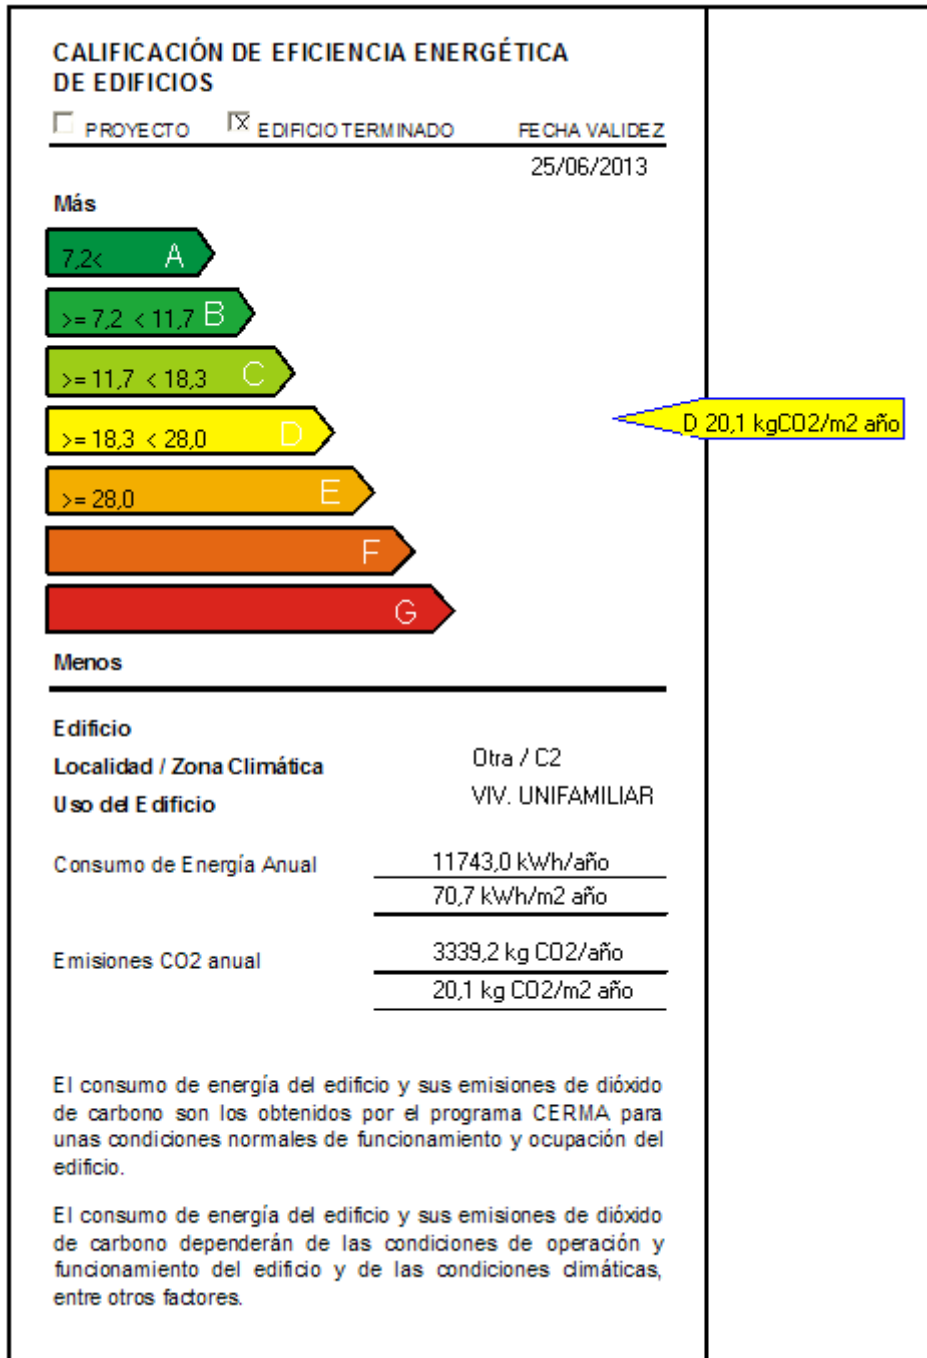 CALIFICACIÓN DE EFICIENCIA ENERGÉTICA
DE EDIFICIOS
PROYECTO X EDIFICIO TERMINADO FECHA VALIDEZ
25/06/2013
Más
7,2< A
>= 7,2 < 11,7 B
>= 11,7 < 18,3 C
>= 18,3 < 28,0 D
D 20,1 kgCO2/m2 año
>= 28,0 E
F
G
Menos
Edificio
Localidad / Zona Climática Otra / C2
Uso del Edificio VIV. UNIFAMILIAR
Consumo de Energía Anual 11743,0 kWh/año
70,7 kWh/m2 año
Emisiones CO2 anual 3339,2 kg CO2/año
20,1 kg CO2/m2 año
El consumo de energía del edificio y sus emisiones de dióxido
de carbono son los obtenidos por el programa CERMA para
unas condiciones normales de funcionamiento y ocupación del
edificio.
El consumo de energía del edificio y sus emisiones de dióxido
de carbono dependerán de las condiciones de operación y
funcionamiento del edificio y de las condiciones climáticas,
entre otros factores.